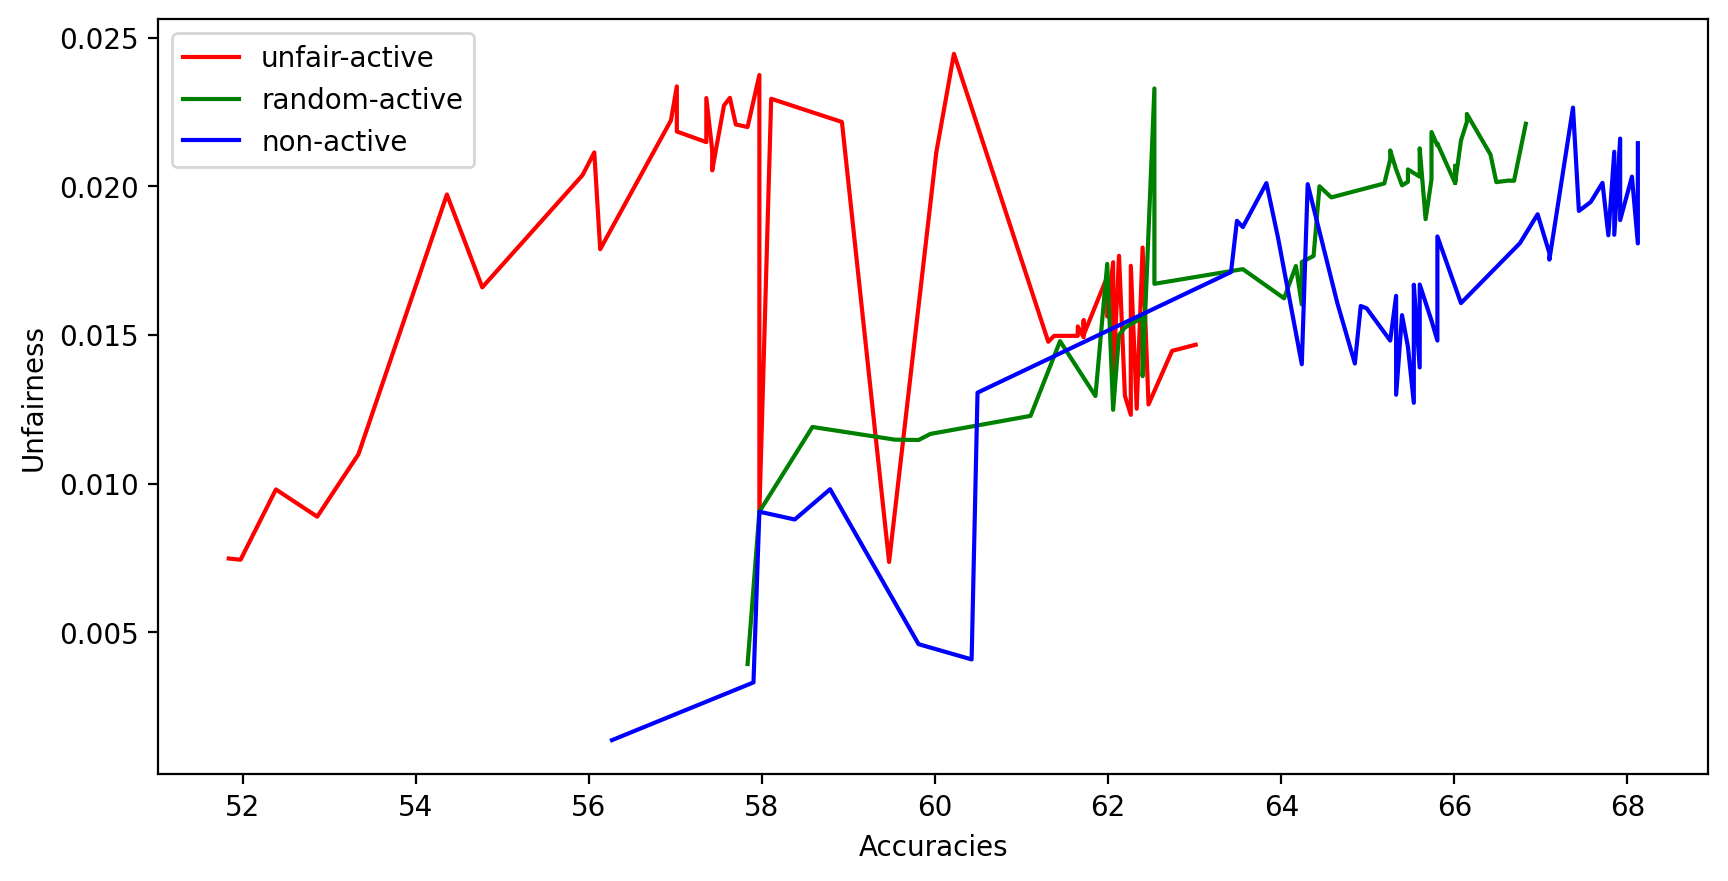 unfair-active
random-active
non-active
0.025
0.020
0.015
0.010
0.005
Unfairness
52 54 56 58 60 62 64 66 68
Accuracies